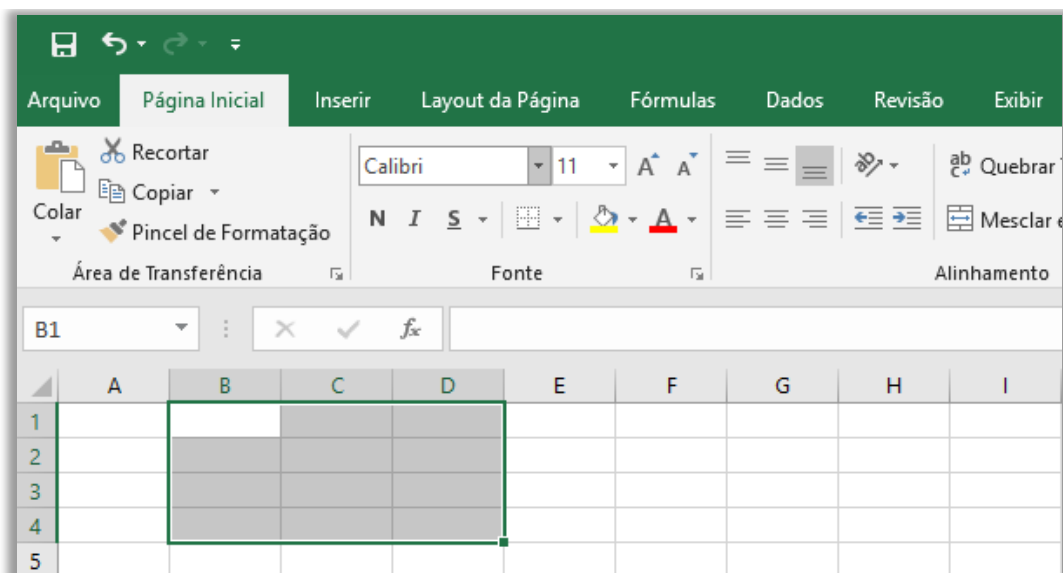 Arquivo Página Inicial Inserir Layout da Página Fórmulas Dados Revisão Exibir
Colar
Recortar
Copiar
Pincel de Formatação
Área de Transferência
Calibri 11 A A
N I S A
Fonte
ab Quebrar
Mesclar e
Alinhamento
B1 fx
A B C D E F G H I
1
2
3
4
5